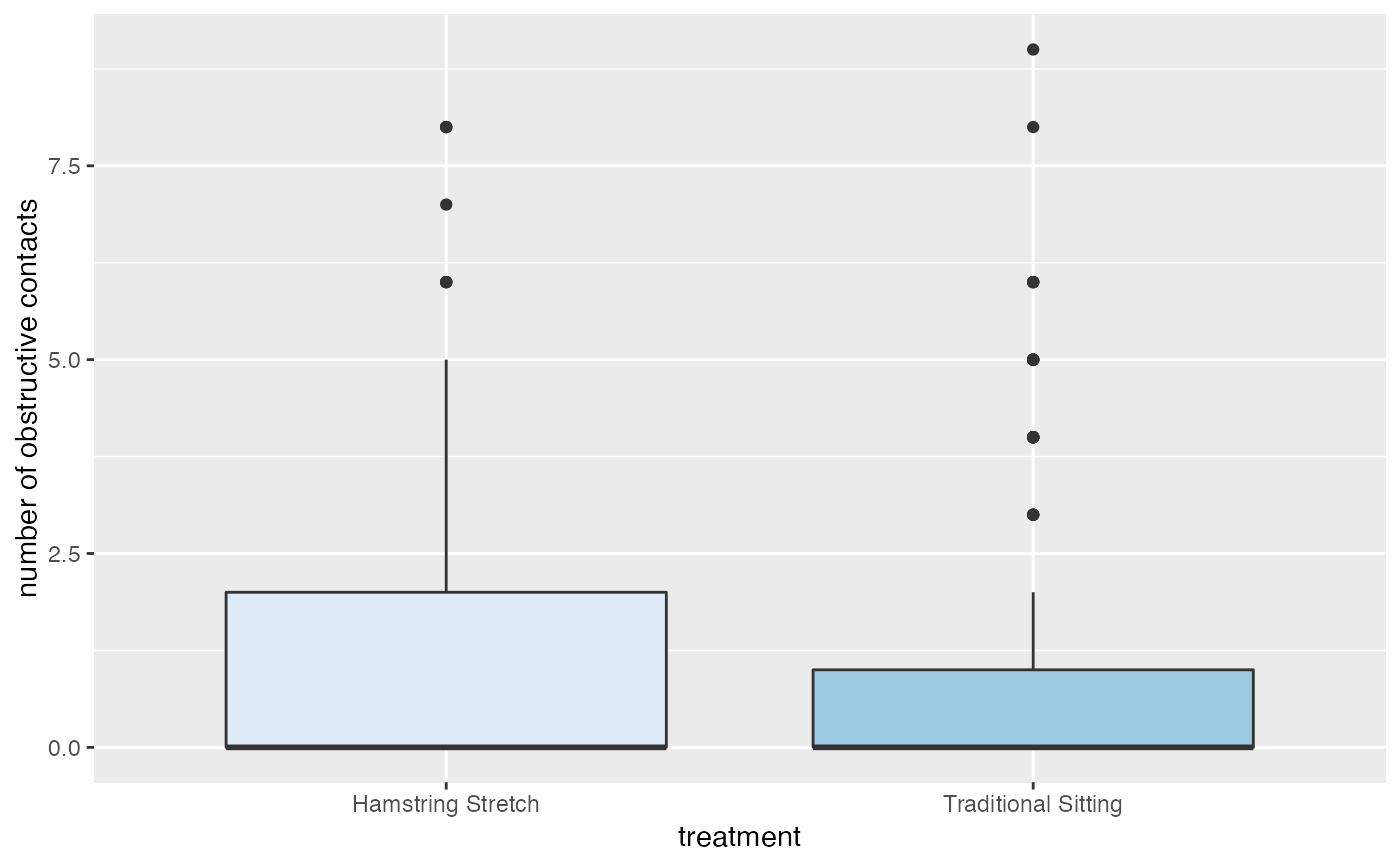 number of obstructive contacts
7.5
5.0
2.5
0.0
Hamstring Stretch
Traditional Sitting
treatment